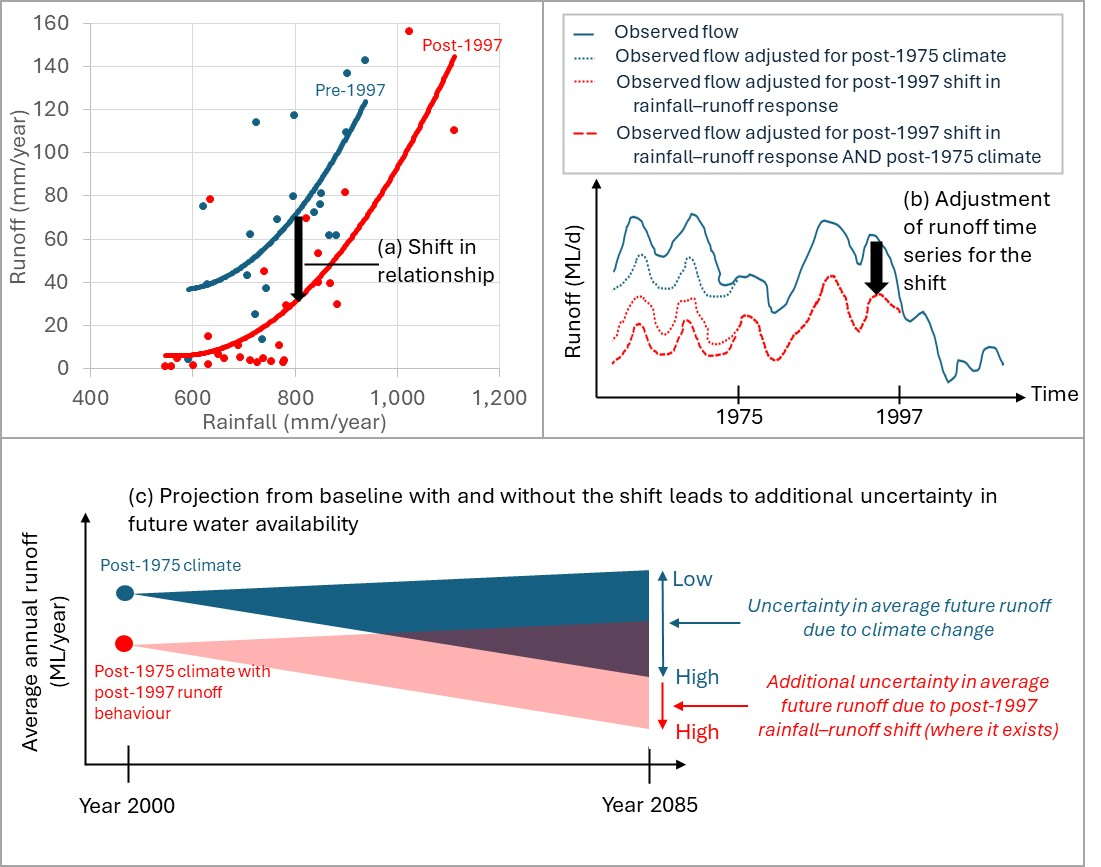 160
140
120
100
80
60
40
20
0
400
600
800
1,000
1,200
Runoff (mm/year)
Rainfall (mm/year)
Post-1997
Pre-1997
(a) Shift in
relationship
Observed flow
Observed flow adjusted for post-1975 climate
Observed flow adjusted for post-1997 shift in
rainfall–runoff response
Observed flow adjusted for post-1997 shift in
rainfall–runoff response AND post-1975 climate
(b) Adjustment
of runoff time
series for the
shift
Runoff (ML/d)
Time
1975
1997
(c) Projection from baseline with and without the shift leads to additional uncertainty in
future water availability
Average annual runoff
(ML/year)
Post-1975 climate
Post-1975 climate with
post-1997 runoff
behaviour
Low
High
High
Uncertainty in average future runoff
due to climate change
Additional uncertainty in average
future runoff due to post-1997
rainfall–runoff shift (where it exists)
Year 2000
Year 2085